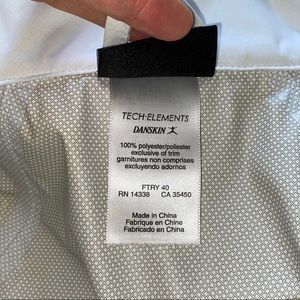 TECH·ELEMENTS
DANSKIN
100% polyester/poliester
exclusive of trim
garnitures non comprises
excluyendo adornos
FTRY 40
RN 14338 CA 35450
Made in China
Fabrique en Chine
Fabricado en China